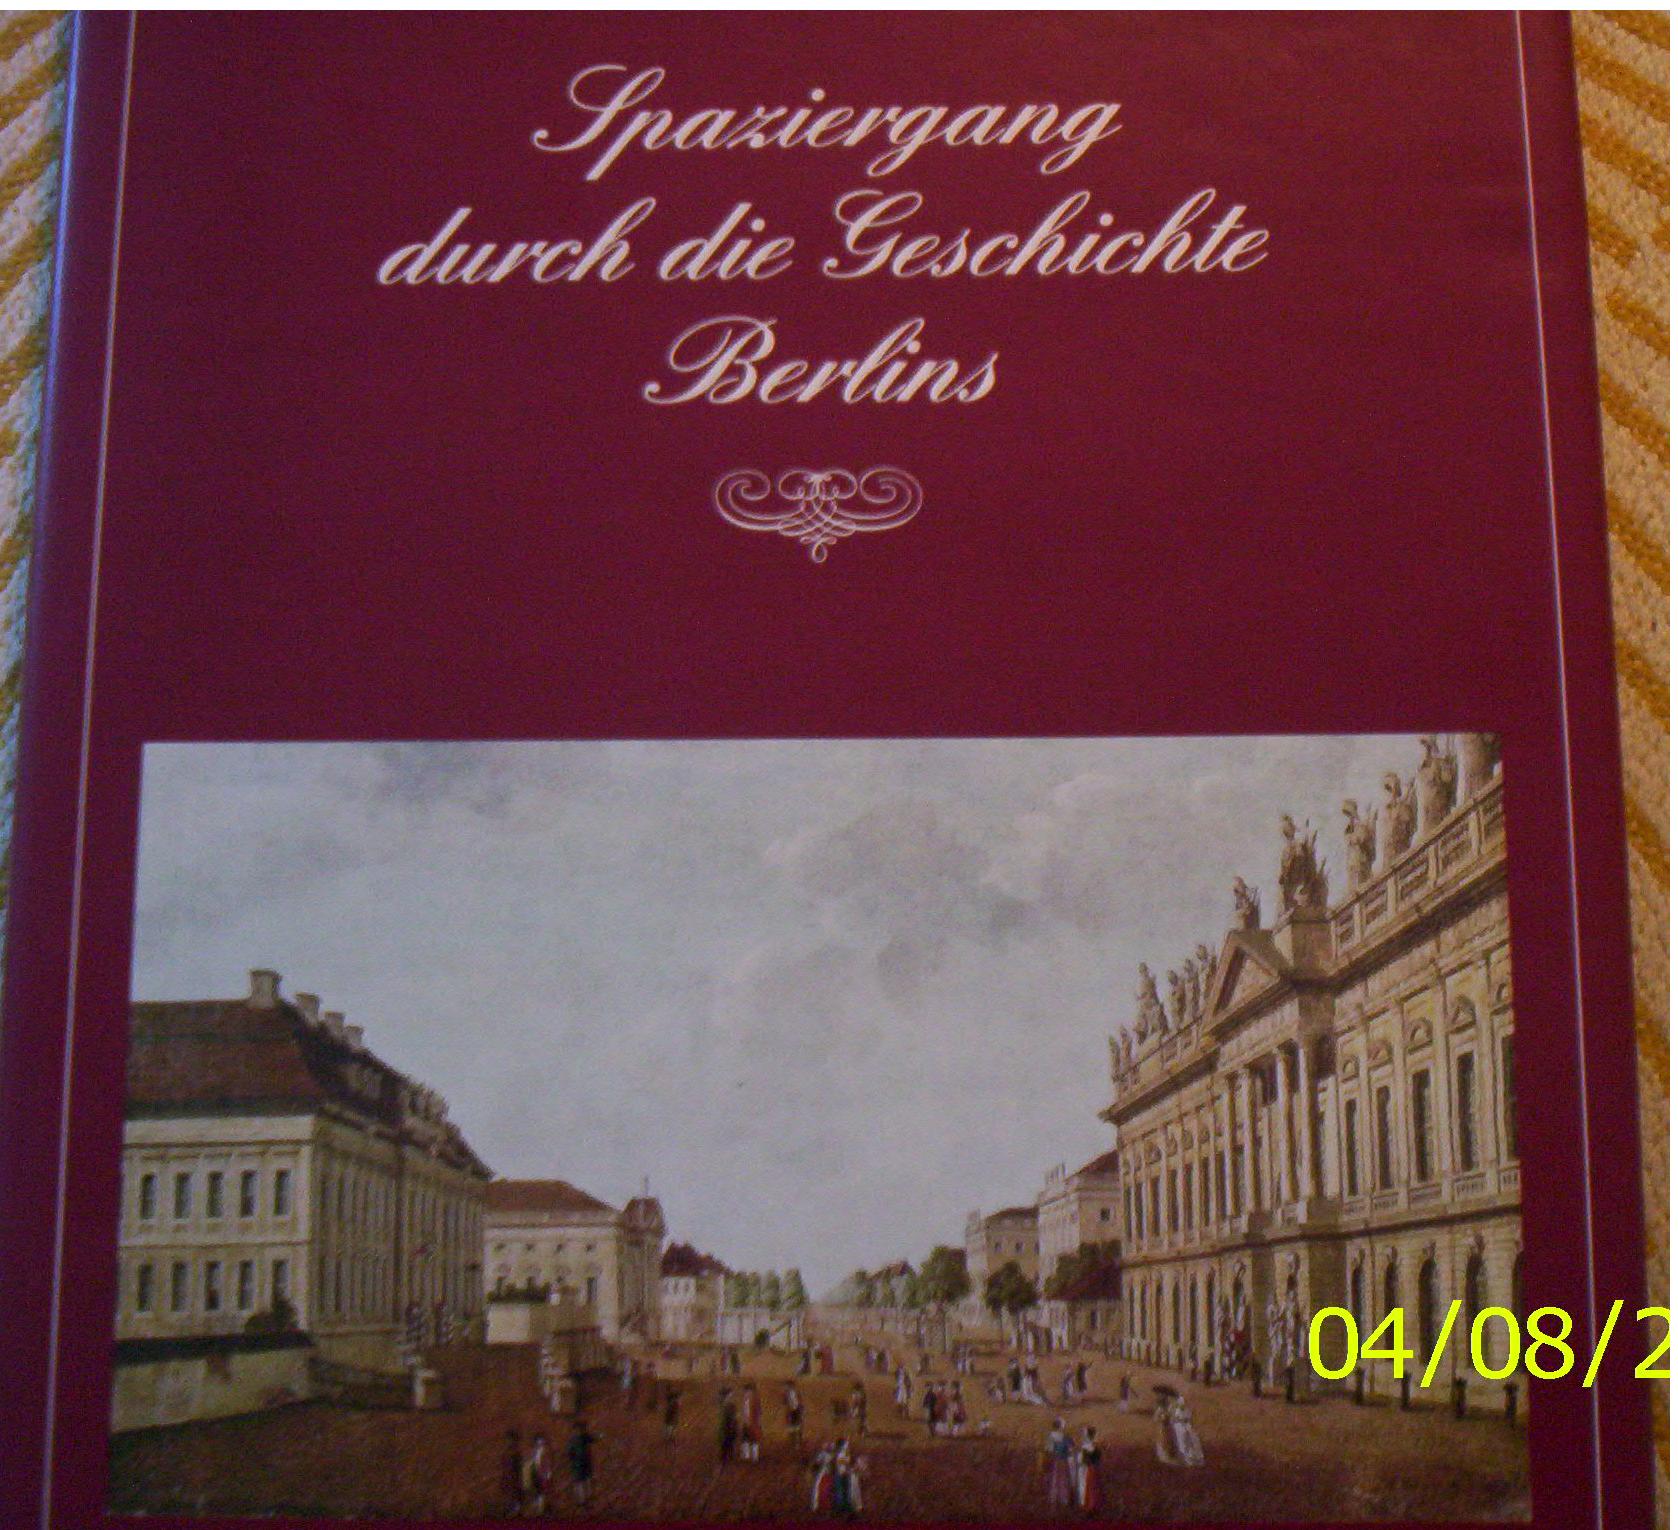 Spaziergang
durch die Geschichte
Berlins
04/08/2